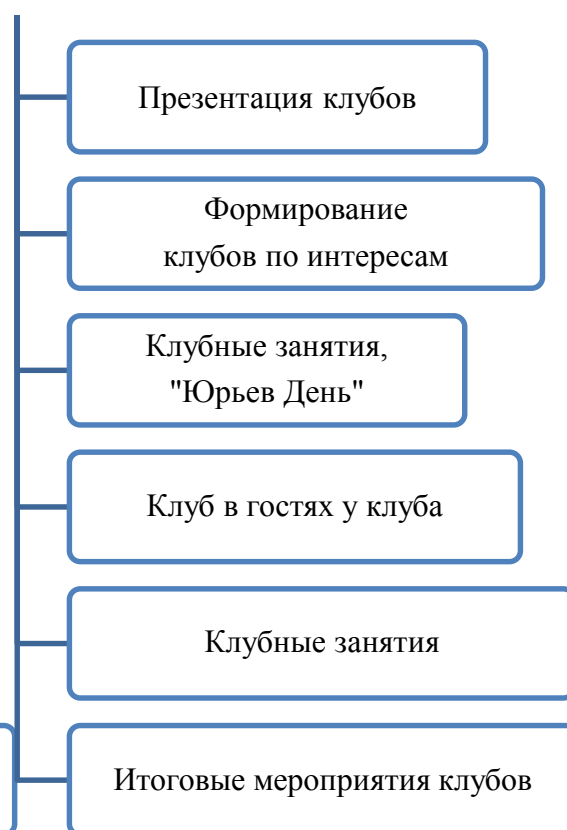 Презентация клубов
Формирование
клубов по интересам
Клубные занятия,
"Юрьев День"
Клуб в гостях у клуба
Клубные занятия
Итоговые мероприятия клубов